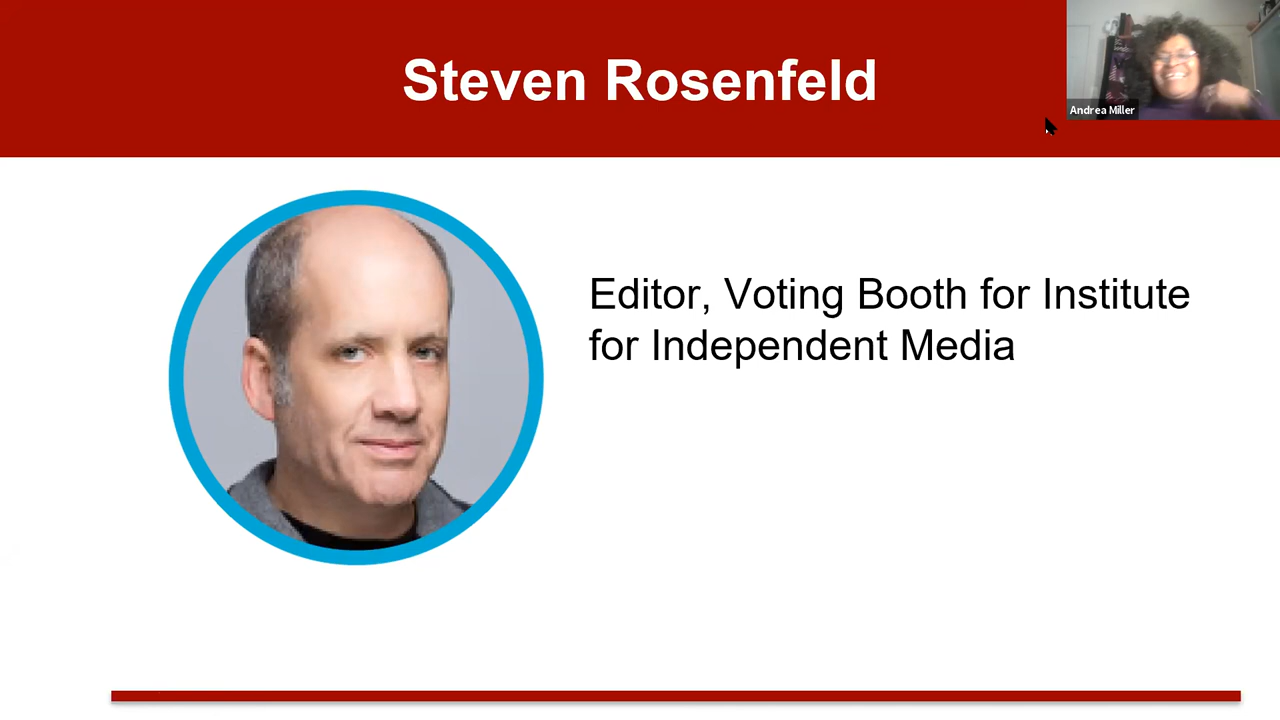 Steven Rosenfeld
Andrea Miller
Editor, Voting Booth for Institute
for Independent Media